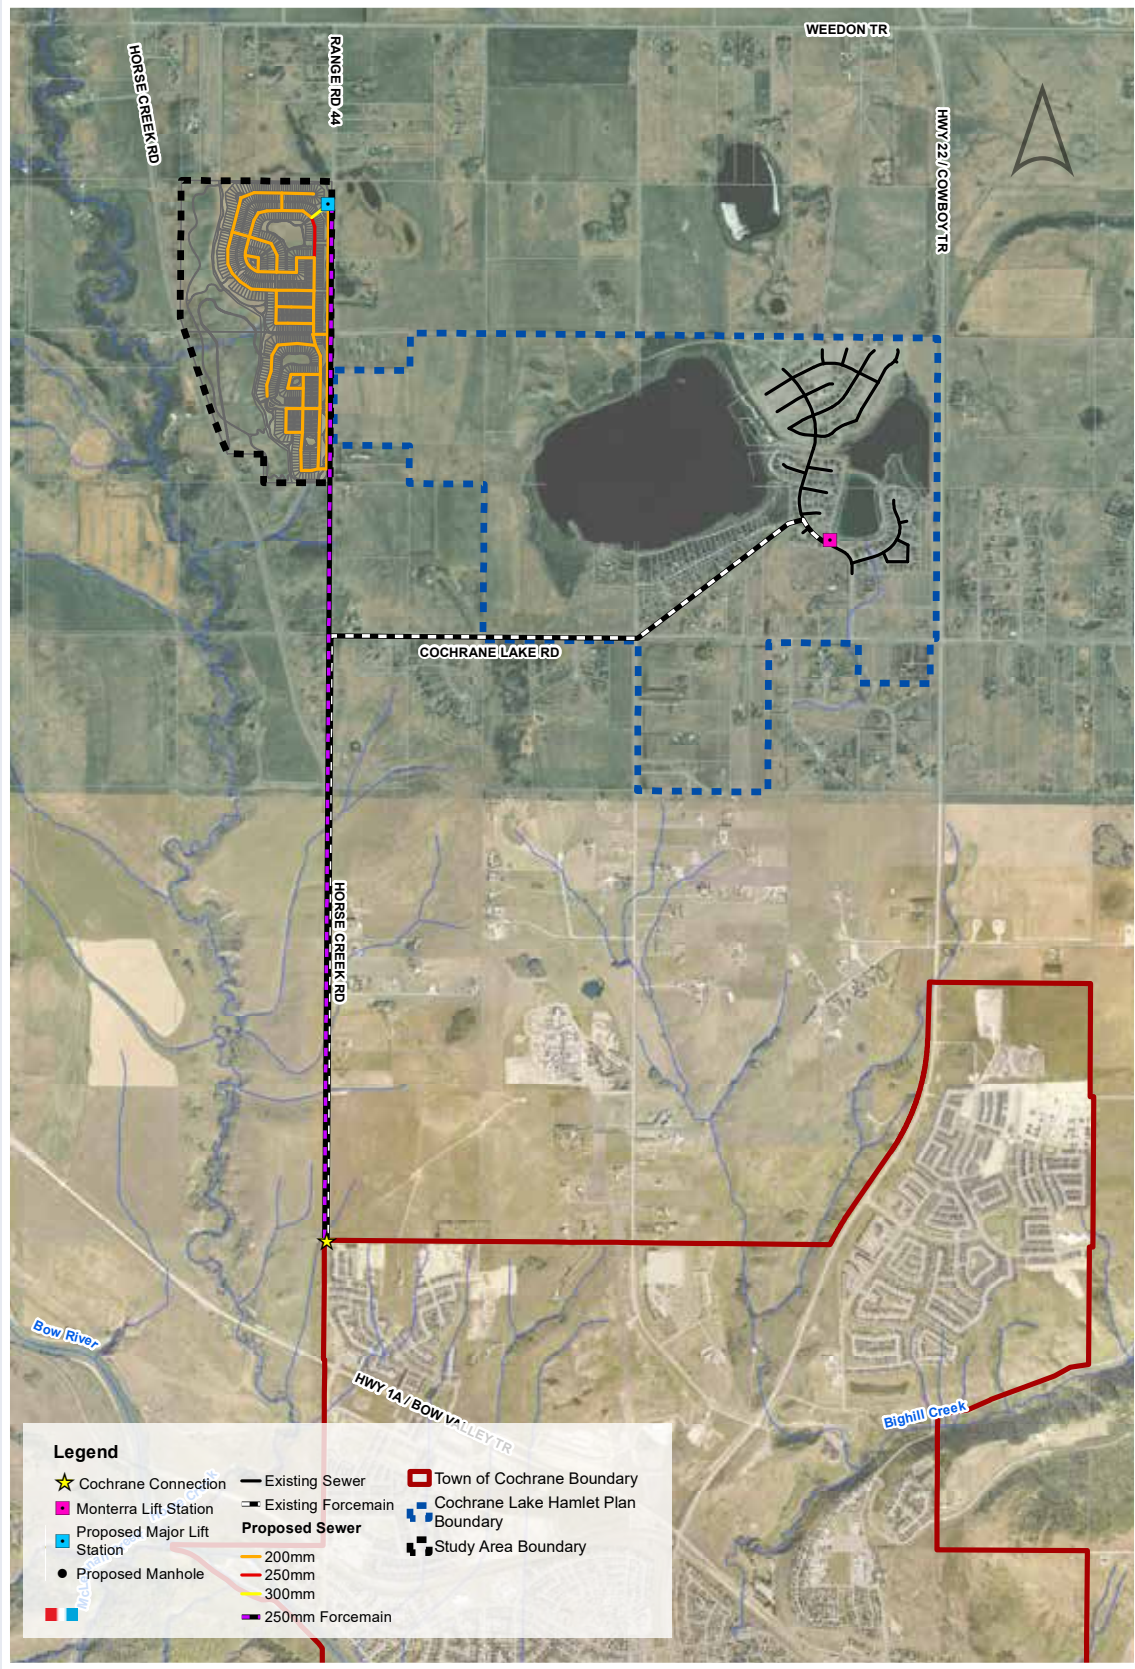 WEEDON TR
HORSE CREEK RD
RANGE RD 44
HWY 22 / COWBOY TR
COCHRANE LAKE RD
HORSE CREEK RD
Bow River
HWY 1A / BOW VALLEY TR
Bighill Creek
Legend
Cochrane Connection
Monterra Lift Station
Proposed Major Lift
Station
Proposed Manhole
Existing Sewer
Existing Forcemain
Proposed Sewer
200mm
250mm
300mm
250mm Forcemain
Town of Cochrane Boundary
Cochrane Lake Hamlet Plan
Boundary
Study Area Boundary